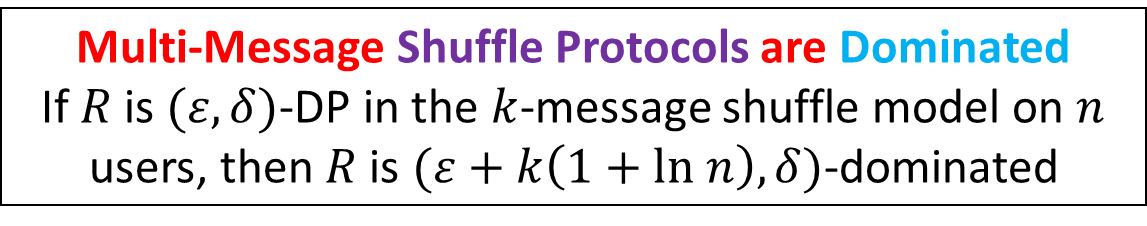 Multi-Message Shuffle Protocols are Dominated
If R is (ε, δ)-DP in the k-message shuffle model on n
users, then R is (ε + k(1 + ln n), δ)-dominated